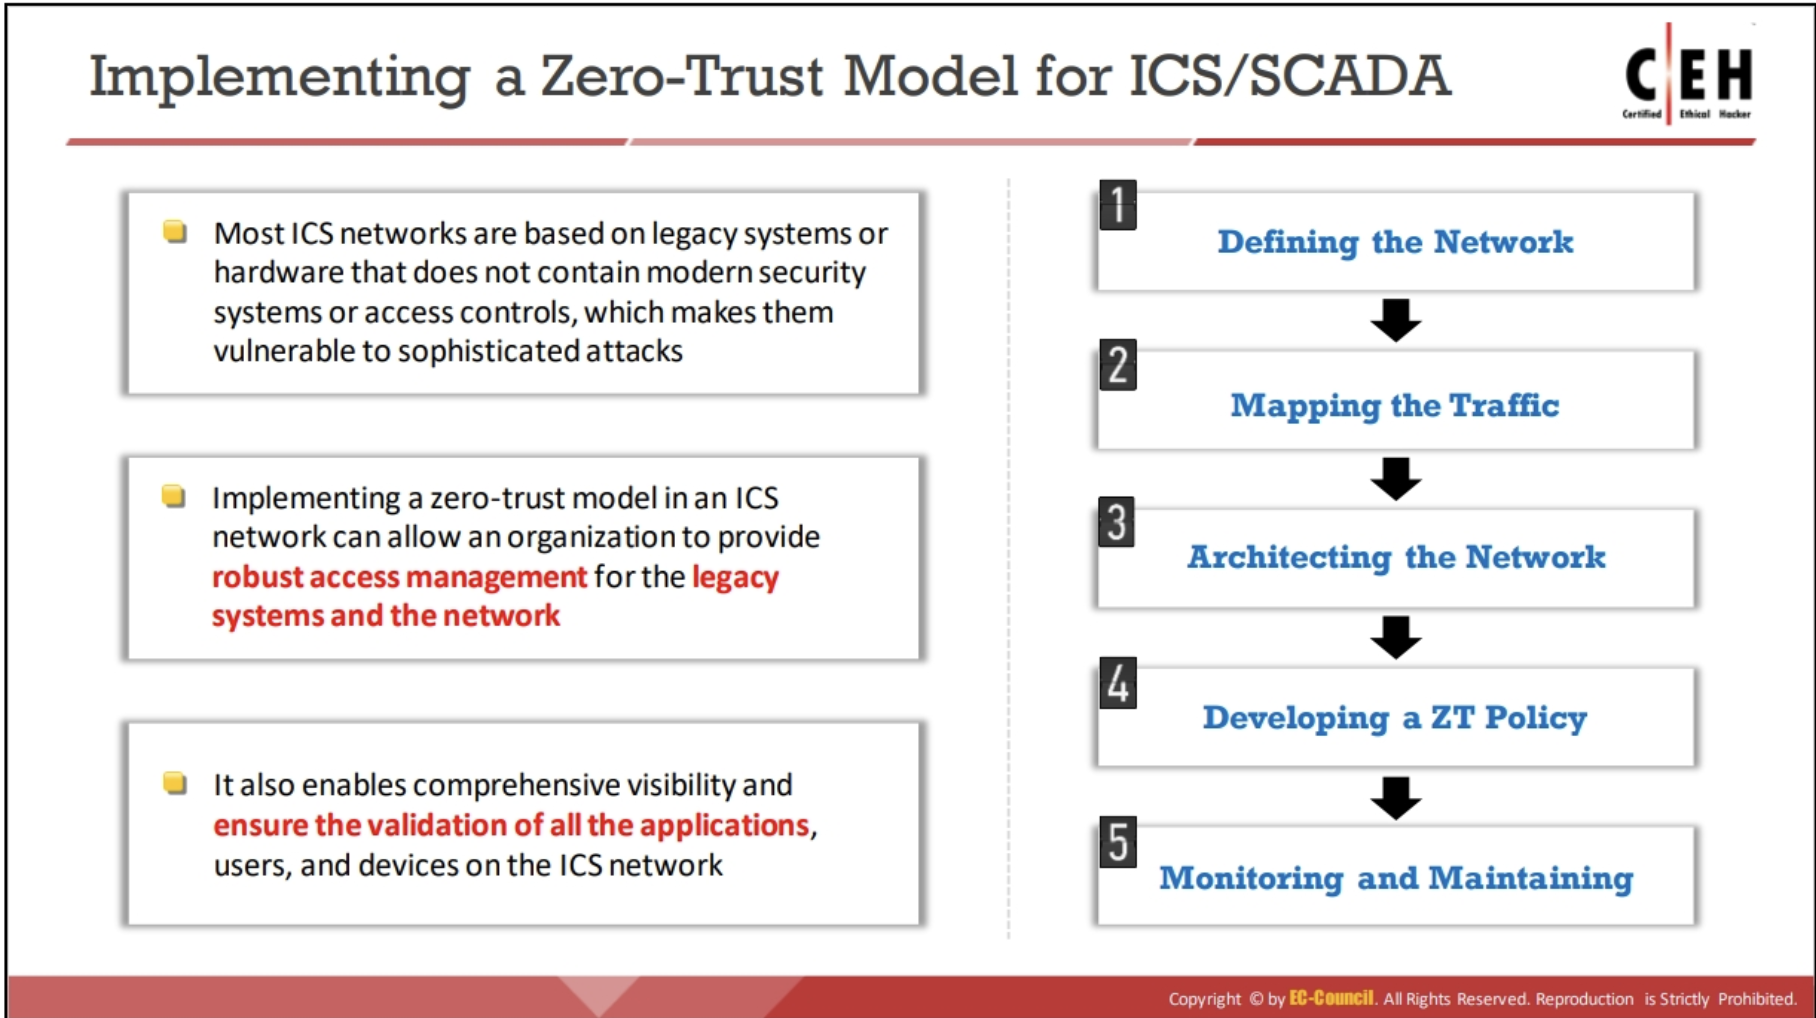 Implementing a Zero-Trust Model for ICS/SCADA
CEH
Certified Ethical Hacker
Most ICS networks are based on legacy systems or
hardware that does not contain modern security
systems or access controls, which makes them
vulnerable to sophisticated attacks
Implementing a zero-trust model in an ICS
network can allow an organization to provide
robust access management for the legacy
systems and the network
It also enables comprehensive visibility and
ensure the validation of all the applications,
users, and devices on the ICS network
1
Defining the Network
2
Mapping the Traffic
3
Architecting the Network
4
Developing a ZT Policy
5
Monitoring and Maintaining
Copyright © by EC-Council. All Rights Reserved. Reproduction is Strictly Prohibited.